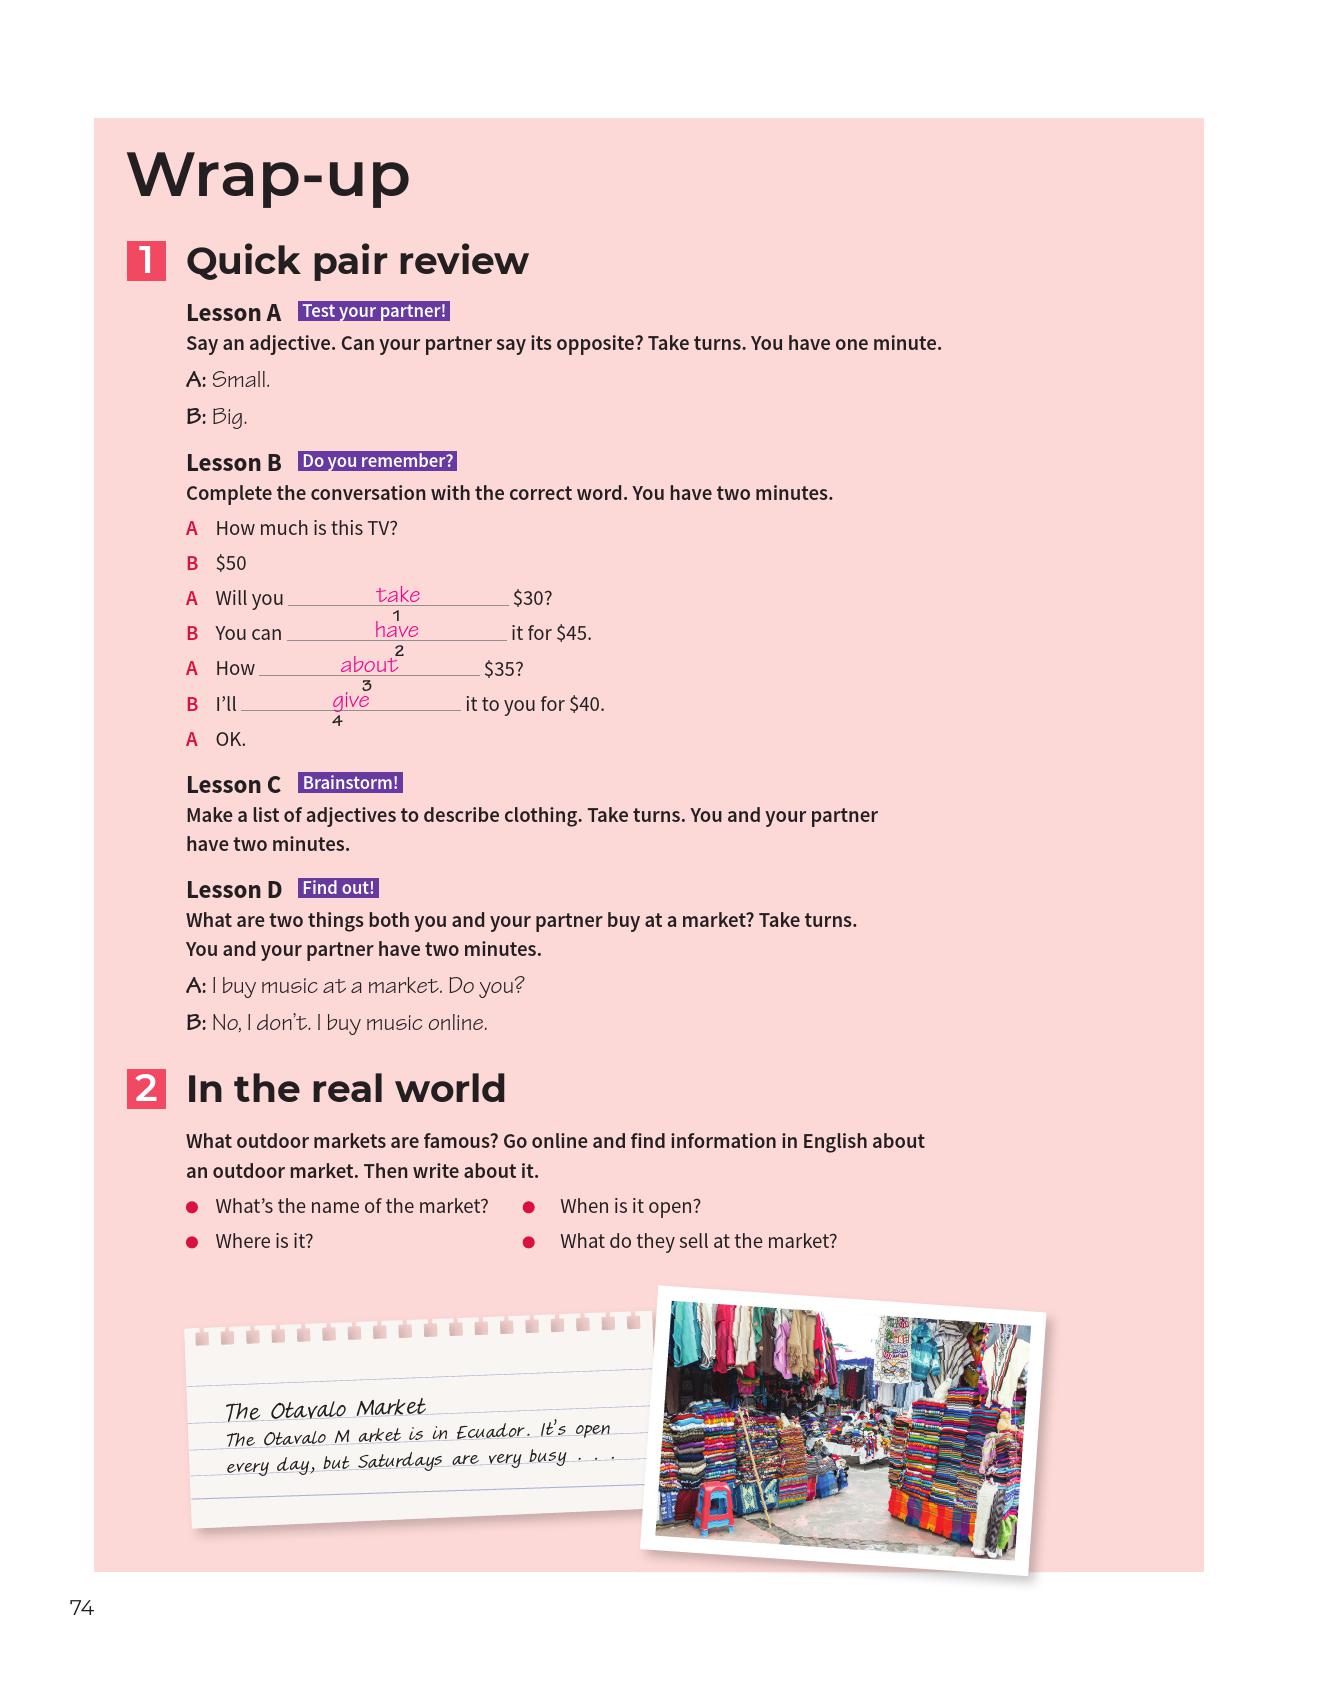 Wrap-up
1 Quick pair review
Lesson A Test your partner!
Say an adjective. Can your partner say its opposite? Take turns. You have one minute.
A: Small.
B: Big.
Lesson B Do you remember?
Complete the conversation with the correct word. You have two minutes.
A How much is this TV?
B $50
A Will you take $30?
1
B You can have it for $45.
2
A How about $35?
3
B I’ll give it to you for $40.
4
A OK.
Lesson C Brainstorm!
Make a list of adjectives to describe clothing. Take turns. You and your partner
have two minutes.
Lesson D Find out!
What are two things both you and your partner buy at a market? Take turns.
You and your partner have two minutes.
A: I buy music at a market. Do you?
B: No, I don’t. I buy music online.
2 In the real world
What outdoor markets are famous? Go online and find information in English about
an outdoor market. Then write about it.
● What’s the name of the market? ● When is it open?
● Where is it? ● What do they sell at the market?
The Otavalo Market
The Otavalo M arket is in Ecuador. It’s open
every day, but Saturdays are very busy . . .
74